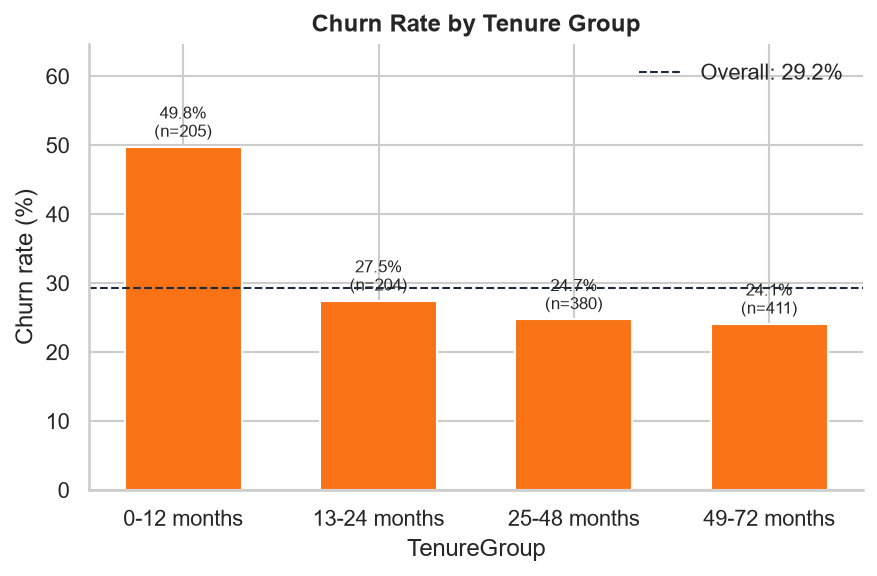 Churn Rate by Tenure Group
Overall: 29.2%
Churn rate (%)
60
50
40
30
20
10
0
49.8%
(n=205)
27.5%
(n=204)
24.7%
(n=380)
24.1%
(n=411)
0-12 months
13-24 months
25-48 months
49-72 months
TenureGroup